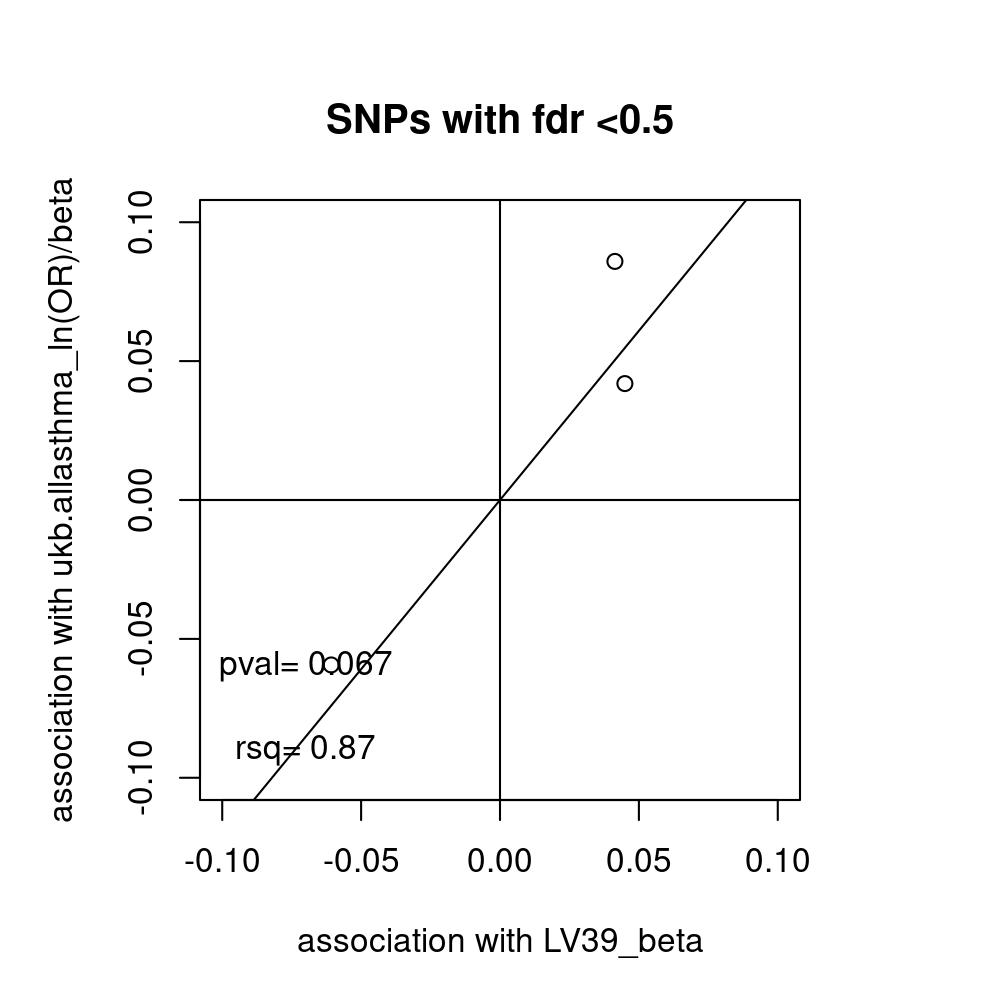 SNPs with fdr <0.5
association with ukb.allasthma_ln(OR)/beta
0.10
0.05
0.00
-0.05
-0.10
pval= 0.067
rsq= 0.87
-0.10 -0.05 0.00 0.05 0.10
association with LV39_beta